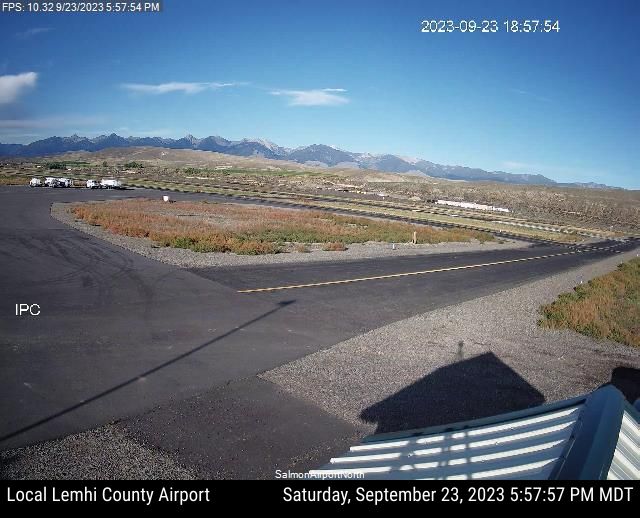 FPS: 10.32 9/23/2023 5:57:54 PM
2023-09-23 18:57:54
IPC
SalmonAirportNorth
Local Lemhi County Airport Saturday, September 23, 2023 5:57:57 PM MDT